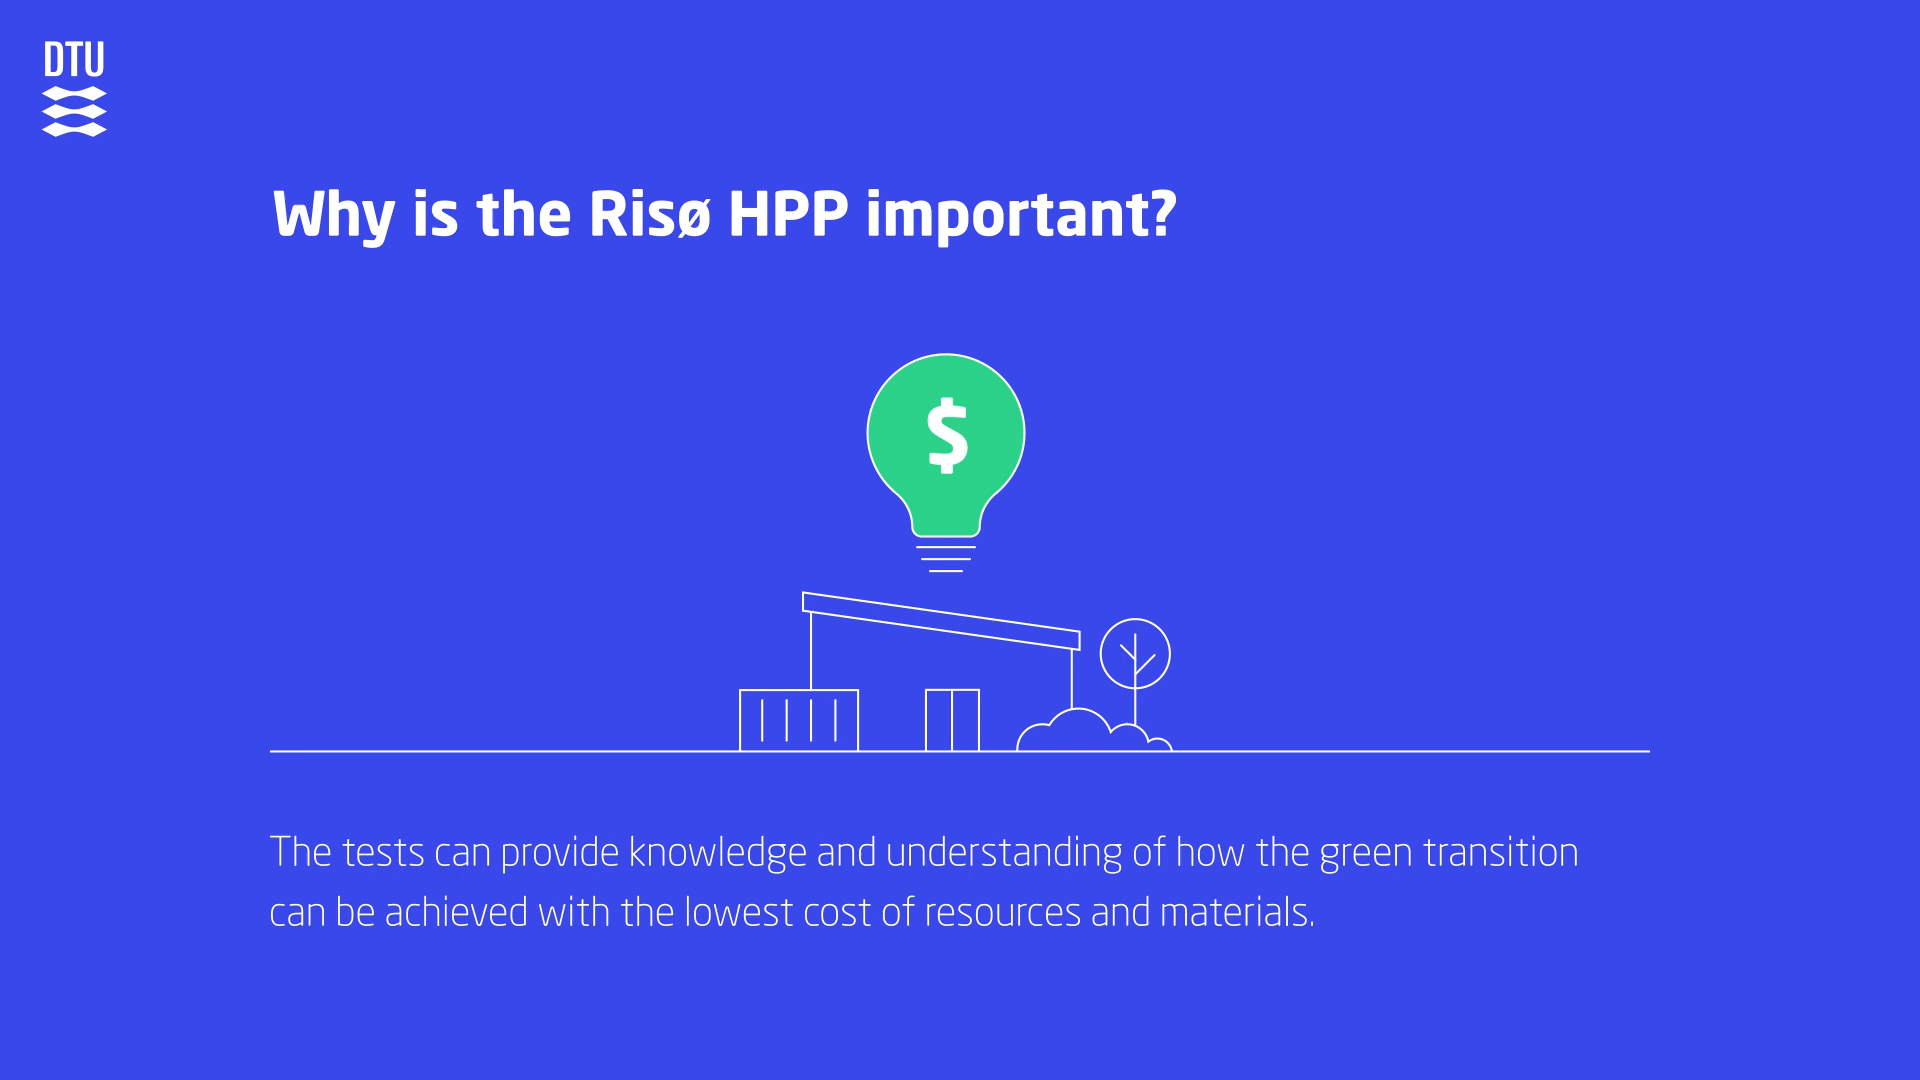 DTU
Why is the Risø HPP important?
$
The tests can provide knowledge and understanding of how the green transition
can be achieved with the lowest cost of resources and materials.